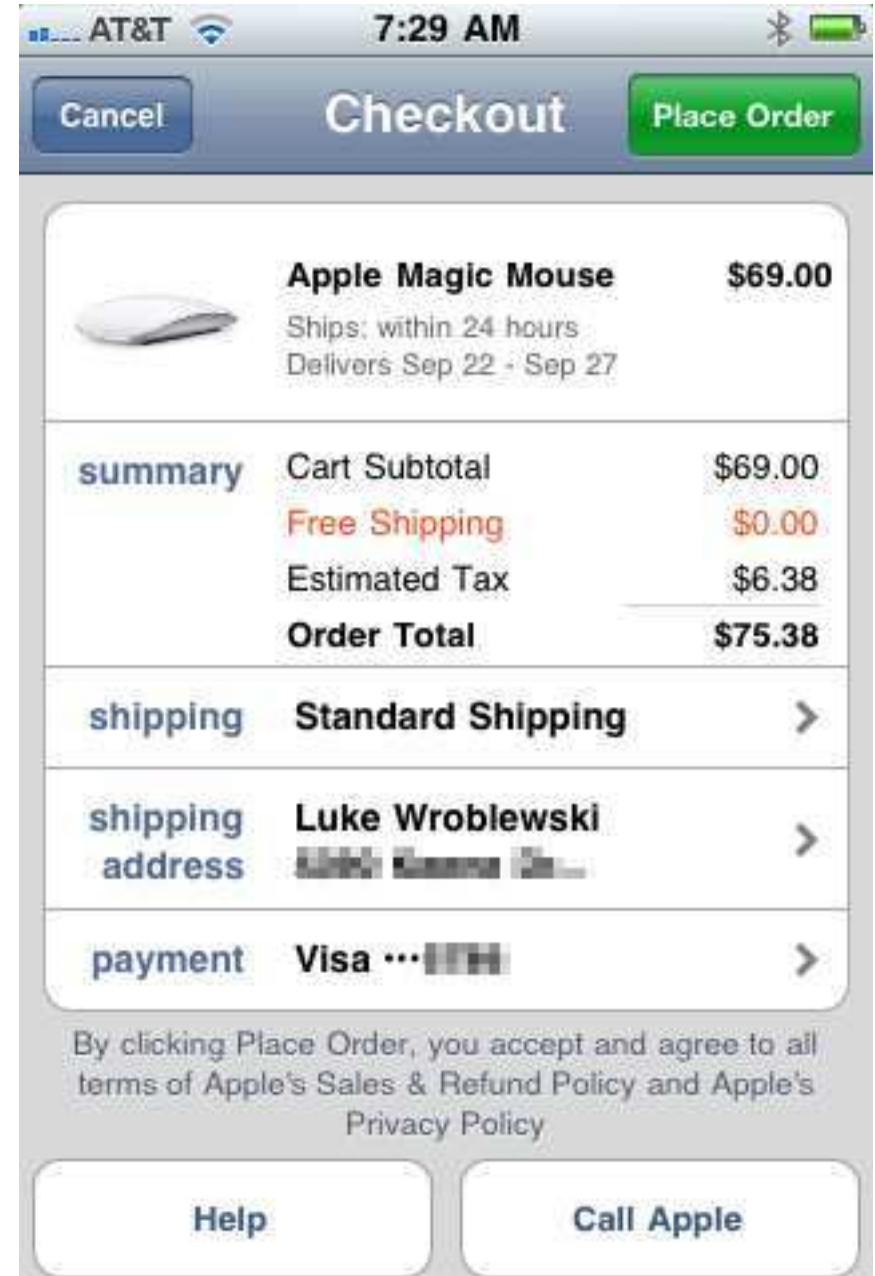 AT&T 7:29 AM
Cancel Checkout Place Order
Apple Magic Mouse $69.00
Ships: within 24 hours
Delivers Sep 22 - Sep 27
summary Cart Subtotal $69.00
Free Shipping $0.00
Estimated Tax $6.38
Order Total $75.38
shipping Standard Shipping
shipping Luke Wroblewski
address
payment Visa ···
By clicking Place Order, you accept and agree to all
terms of Apple's Sales & Refund Policy and Apple's
Privacy Policy
Help Call Apple